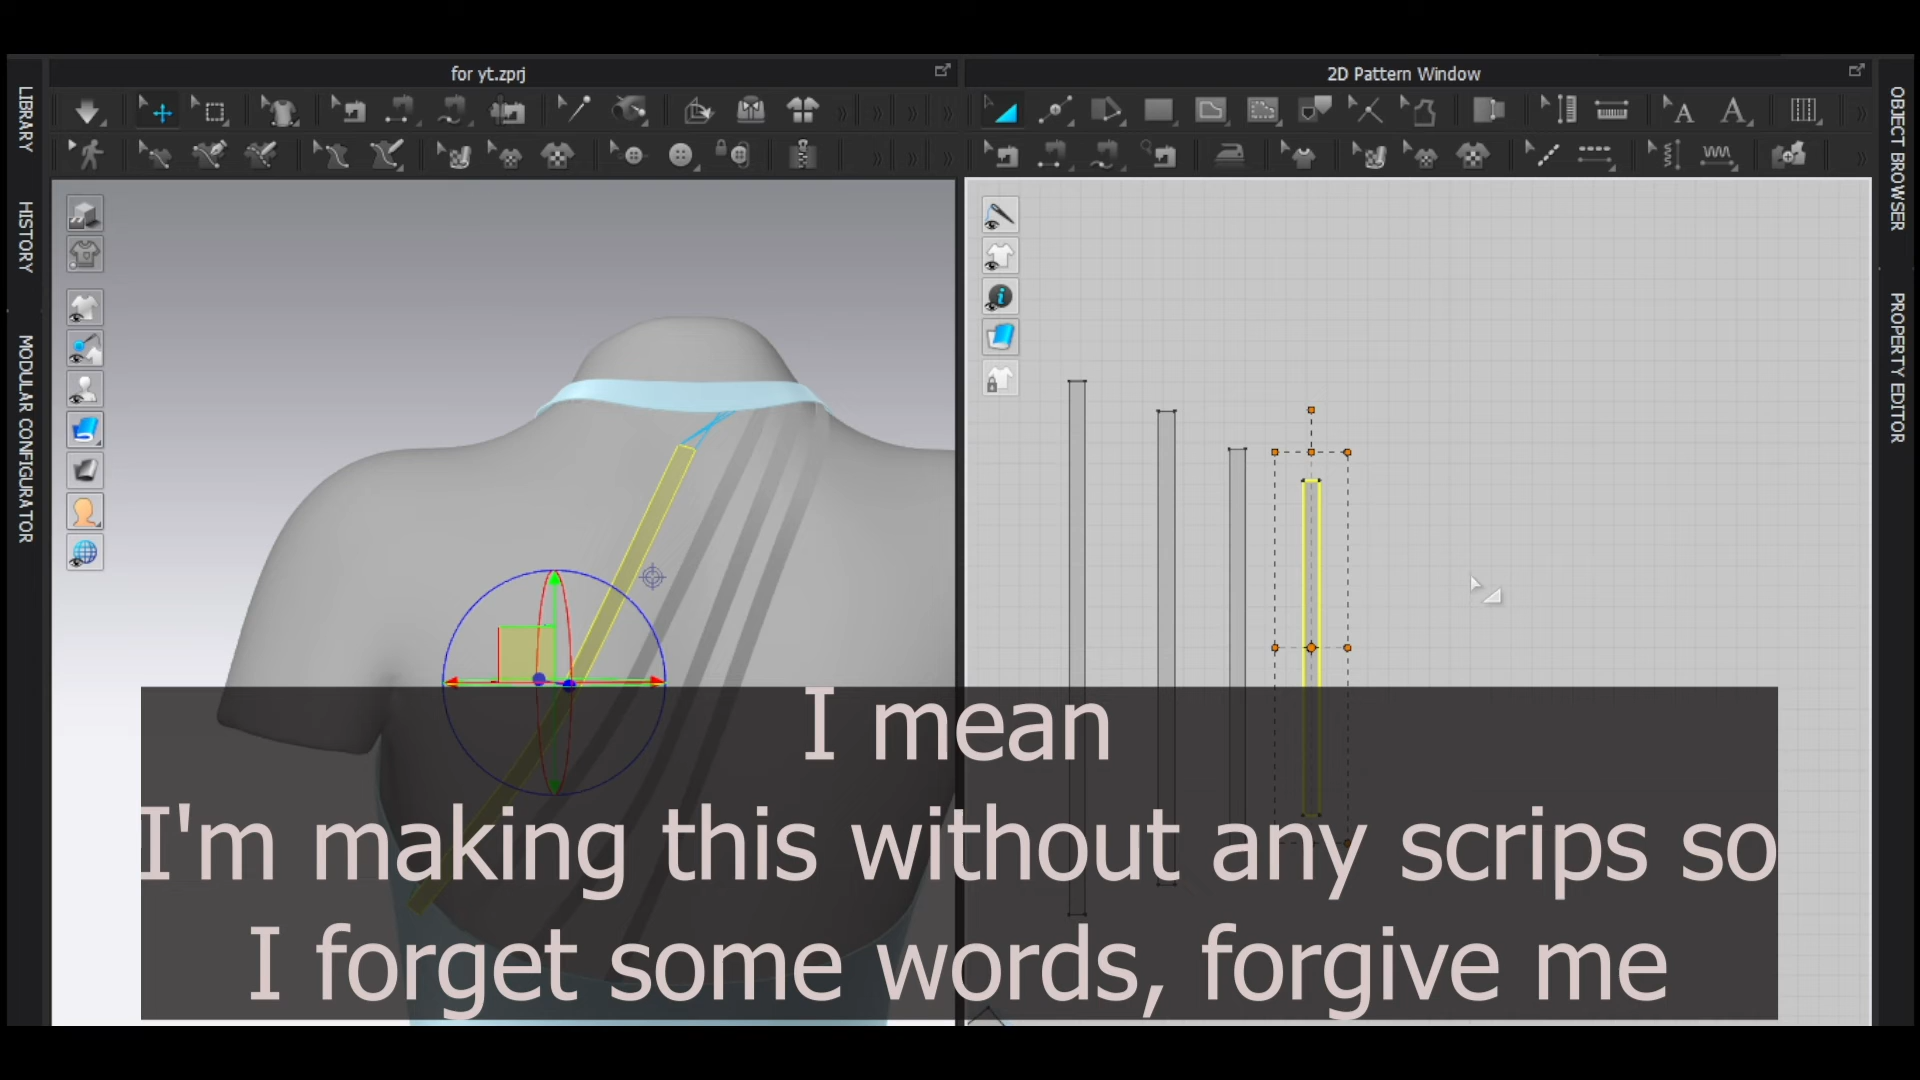 for yt.zprj
2D Pattern Window
LIBRARY
HISTORY
MODULAR CONFIGURATOR
OBJECT BROWSER
PROPERTY EDITOR
I mean
I'm making this without any scrips so
I forget some words, forgive me